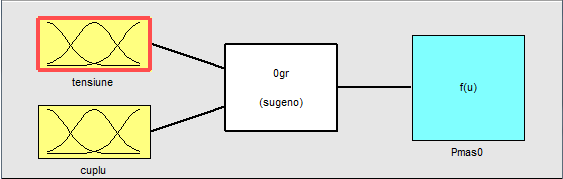 tensiune
cuplu
0gr
(sugeno)
f(u)
Pmas0